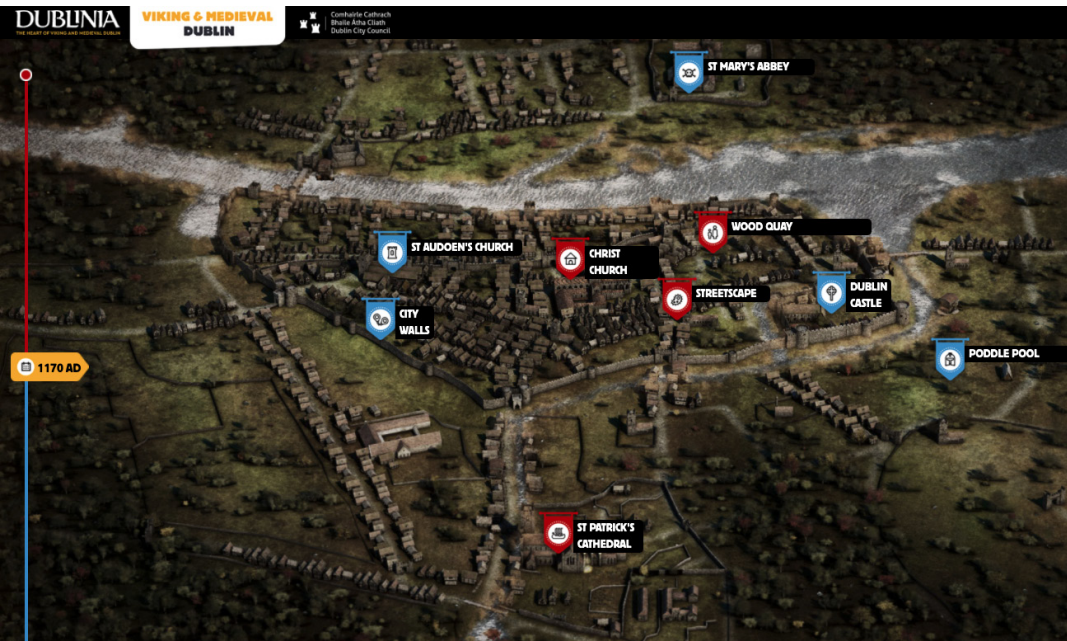 DUBLINIA
THE HEART OF VIKING AND MEDIEVAL DUBLIN
VIKING & MEDIEVAL
DUBLIN
Comhairle Cathrach
Bhaile Átha Cliath
Dublin City Council
ST MARY'S ABBEY
WOOD QUAY
ST AUDOEN'S CHURCH
CHRIST
CHURCH
STREETSCAPE
DUBLIN
CASTLE
CITY
WALLS
PODDLE POOL
1170 AD
ST PATRICK'S
CATHEDRAL